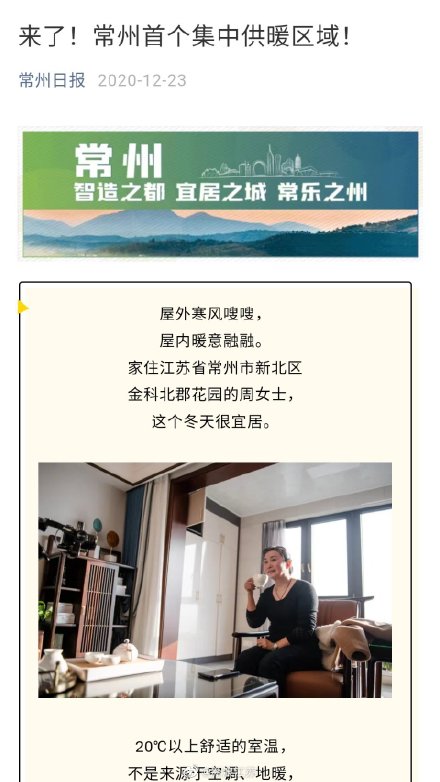 来了！常州首个集中供暖区域！
常州日报 2020-12-23
常州
智造之都 宜居之城 常乐之州
屋外寒风嗖嗖，
屋内暖意融融。
家住江苏省常州市新北区
金科北郡花园的周女士，
这个冬天很宜居。
20℃以上舒适的室温，
不是来源于空调、地暖，